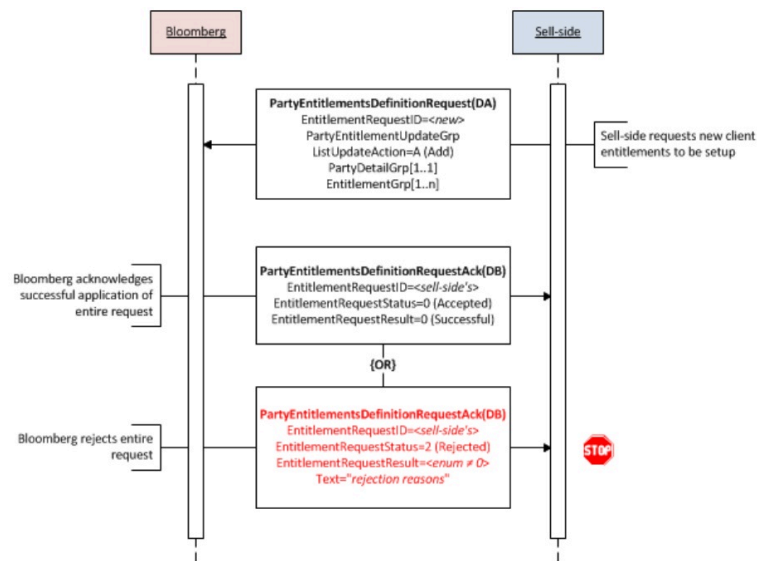 Bloomberg
Sell-side
PartyEntitlementsDefinitionRequest(DA)
EntitlementRequestID=<new>
PartyEntitlementUpdateGrp
ListUpdateAction=A (Add)
PartyDetailGrp[1..1]
EntitlementGrp[1..n]
Sell-side requests new client
entitlements to be setup
Bloomberg acknowledges
successful application of
entire request
PartyEntitlementsDefinitionRequestAck(DB)
EntitlementRequestID=<sell-side's>
EntitlementRequestStatus=0 (Accepted)
EntitlementRequestResult=0 (Successful)
{OR}
Bloomberg rejects entire
request
PartyEntitlementsDefinitionRequestAck(DB)
EntitlementRequestID=<sell-side's>
EntitlementRequestStatus=2 (Rejected)
EntitlementRequestResult=<enum ≠ 0>
Text="rejection reasons"
STOP